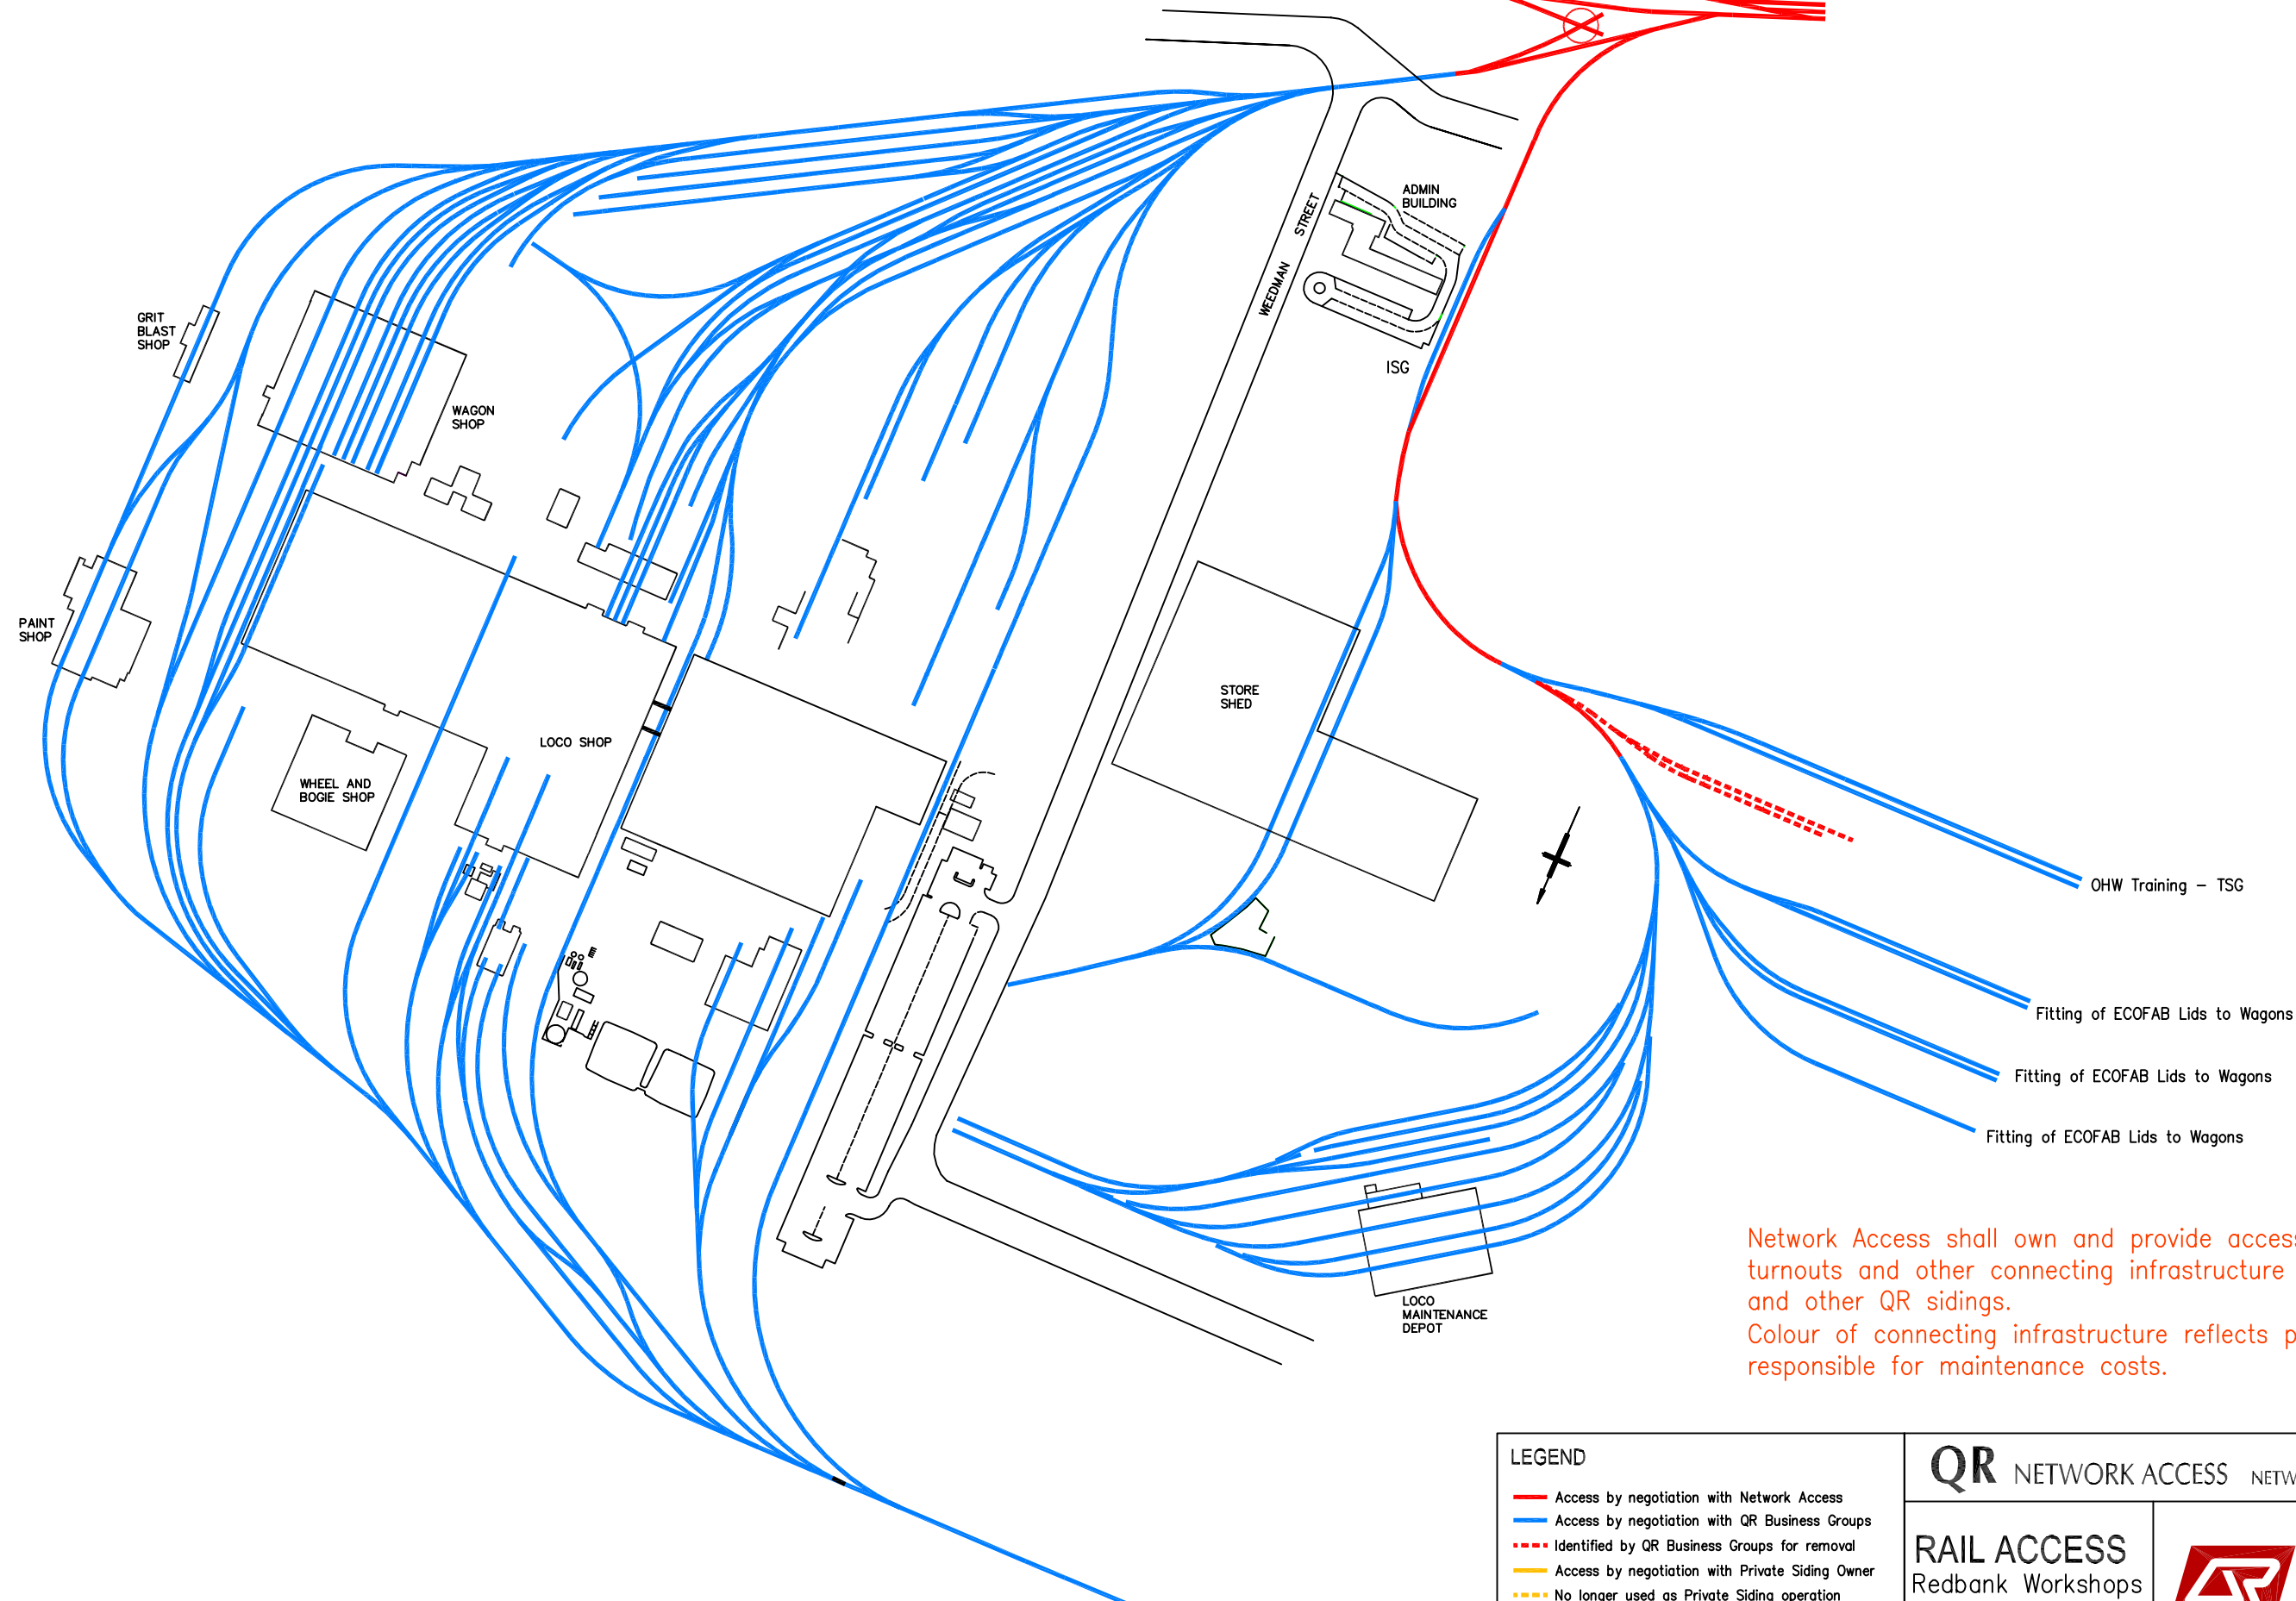 ADMIN
BUILDING
WEEDMAN STREET
ISG
GRIT
BLAST
SHOP
WAGON
SHOP
PAINT
SHOP
STORE
SHED
LOCO SHOP
WHEEL AND
BOGIE SHOP
OHW Training – TSG
Fitting of ECOFAB Lids to Wagons
Fitting of ECOFAB Lids to Wagons
Fitting of ECOFAB Lids to Wagons
LOCO
MAINTENANCE
DEPOT
Network Access shall own and provide access
turnouts and other connecting infrastructure
and other QR sidings.
Colour of connecting infrastructure reflects p
responsible for maintenance costs.
LEGEND
Access by negotiation with Network Access
Access by negotiation with QR Business Groups
Identified by QR Business Groups for removal
Access by negotiation with Private Siding Owner
No longer used as Private Siding operation
QR NETWORK ACCESS NETW
RAIL ACCESS
Redbank Workshops